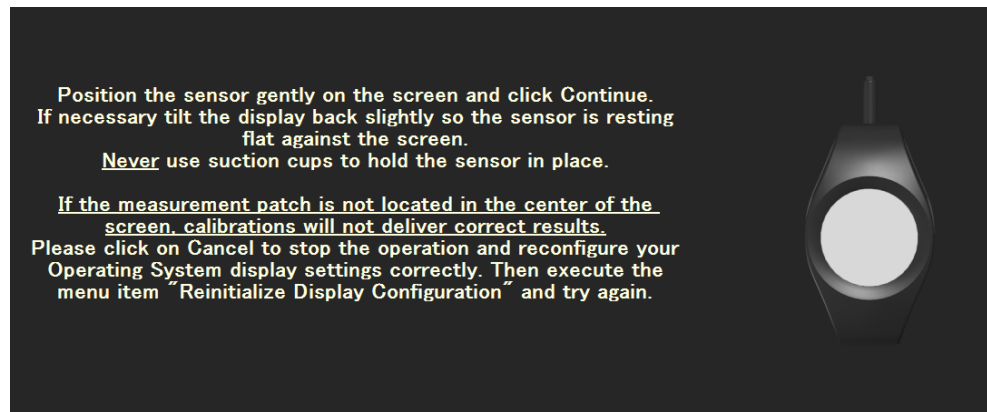 Position the sensor gently on the screen and click Continue.
If necessary tilt the display back slightly so the sensor is resting
flat against the screen.
Never use suction cups to hold the sensor in place.
If the measurement patch is not located in the center of the
screen, calibrations will not deliver correct results.
Please click on Cancel to stop the operation and reconfigure your
Operating System display settings correctly. Then execute the
menu item "Reinitialize Display Configuration" and try again.